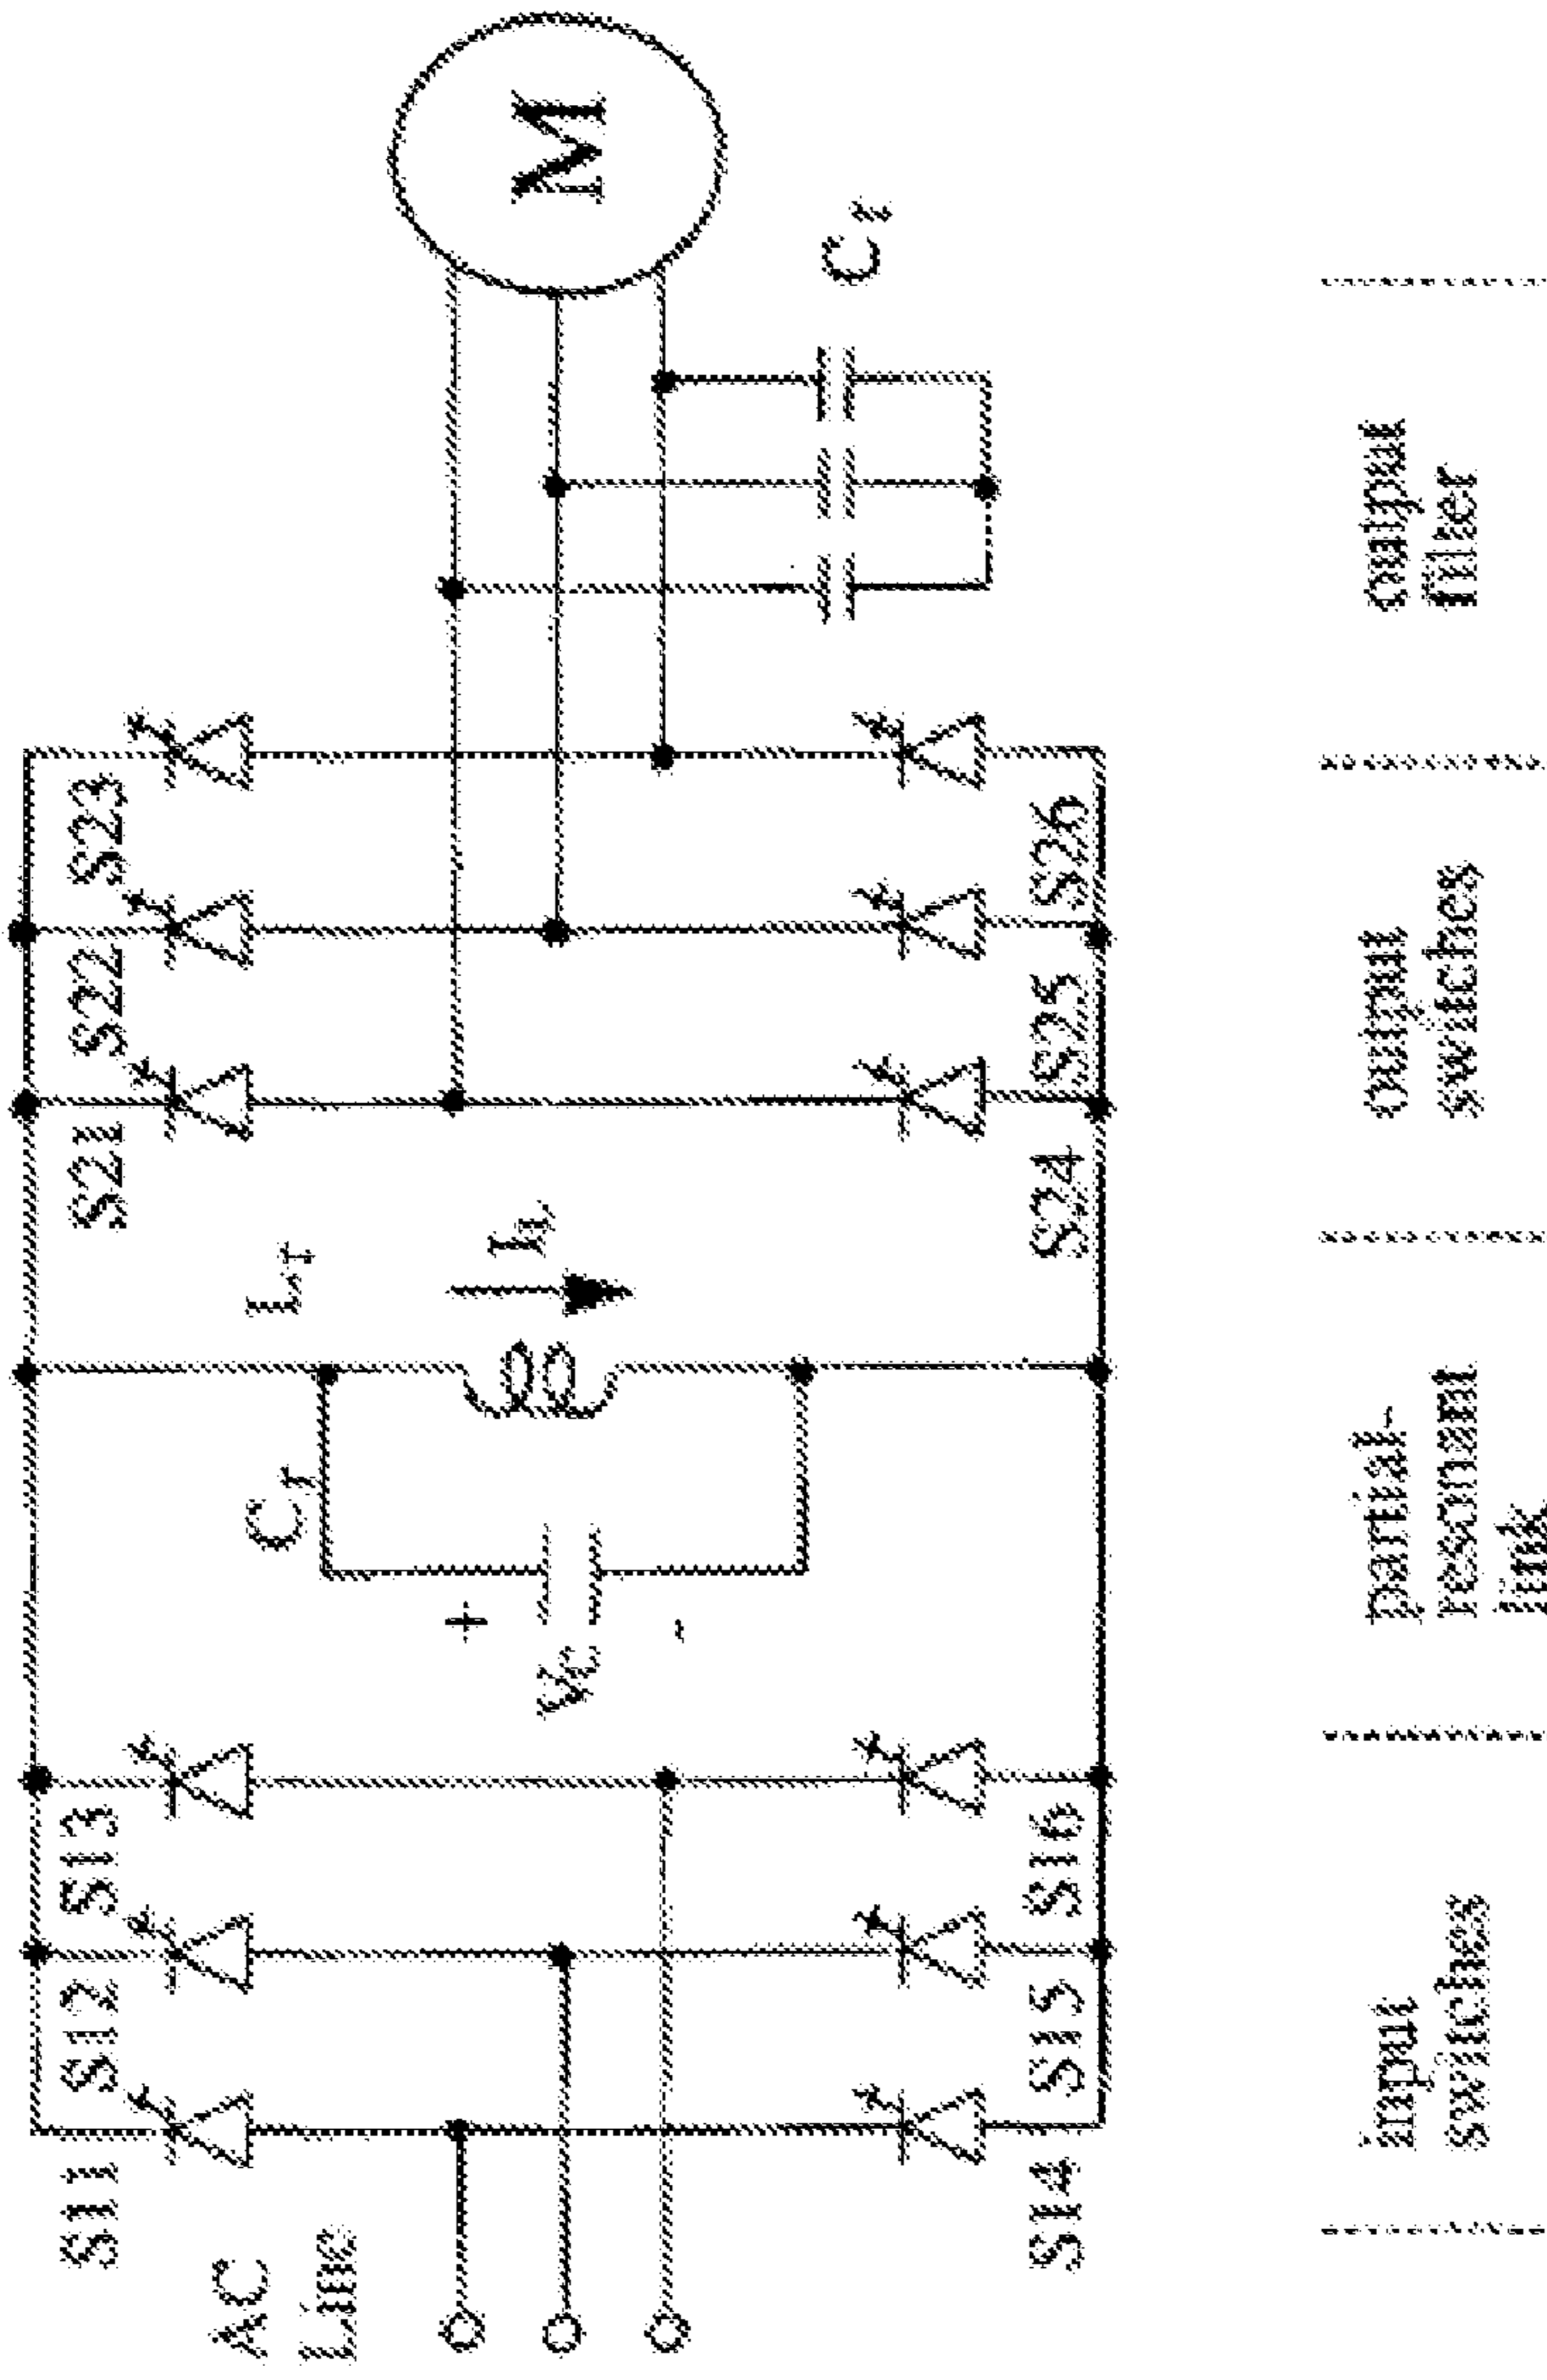 S11 S12 S13 S21 S22 S23
AC
Line
Cr
Lr
+
Vc
-
IL
M
Cf
S14 S15 S16 S24 S25 S26
input
switches
partial-
resonant
link
output
switches
output
filter